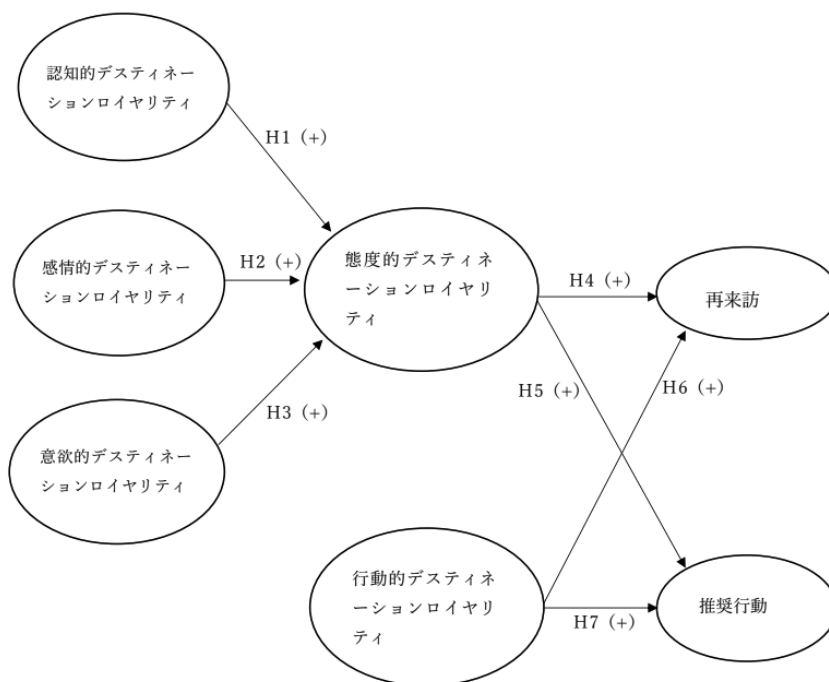 認知的デスティネー
ションロイヤリティ
H1 (+)
感情的デスティネー
ションロイヤリティ
H2 (+)
態度的デスティネ
ーションロイヤリ
ティ
H4 (+)
再来訪
H3 (+)
H5 (+)
H6 (+)
意欲的デスティネー
ションロイヤリティ
行動的デスティネ
ーションロイヤリ
ティ
H7 (+)
推奨行動